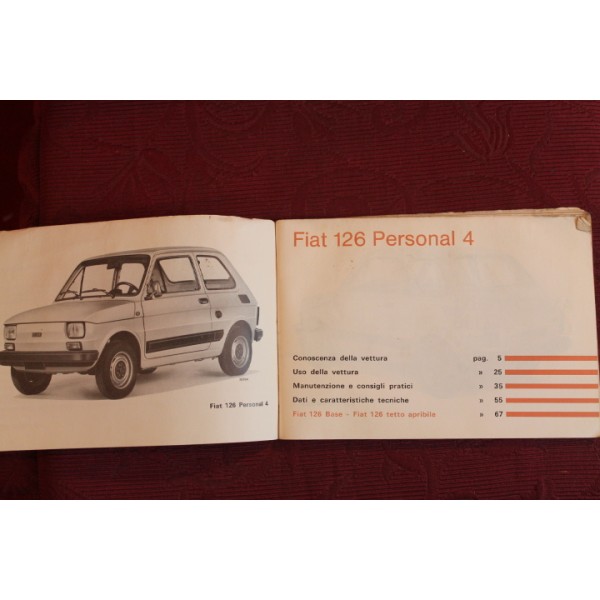 Fiat 126 Personal 4
Fiat 126 Personal 4
Conoscenza della vettura pag. 5
Uso della vettura » 25
Manutenzione e consigli pratici » 35
Dati e caratteristiche tecniche » 55
Fiat 126 Base - Fiat 126 tetto apribile » 67